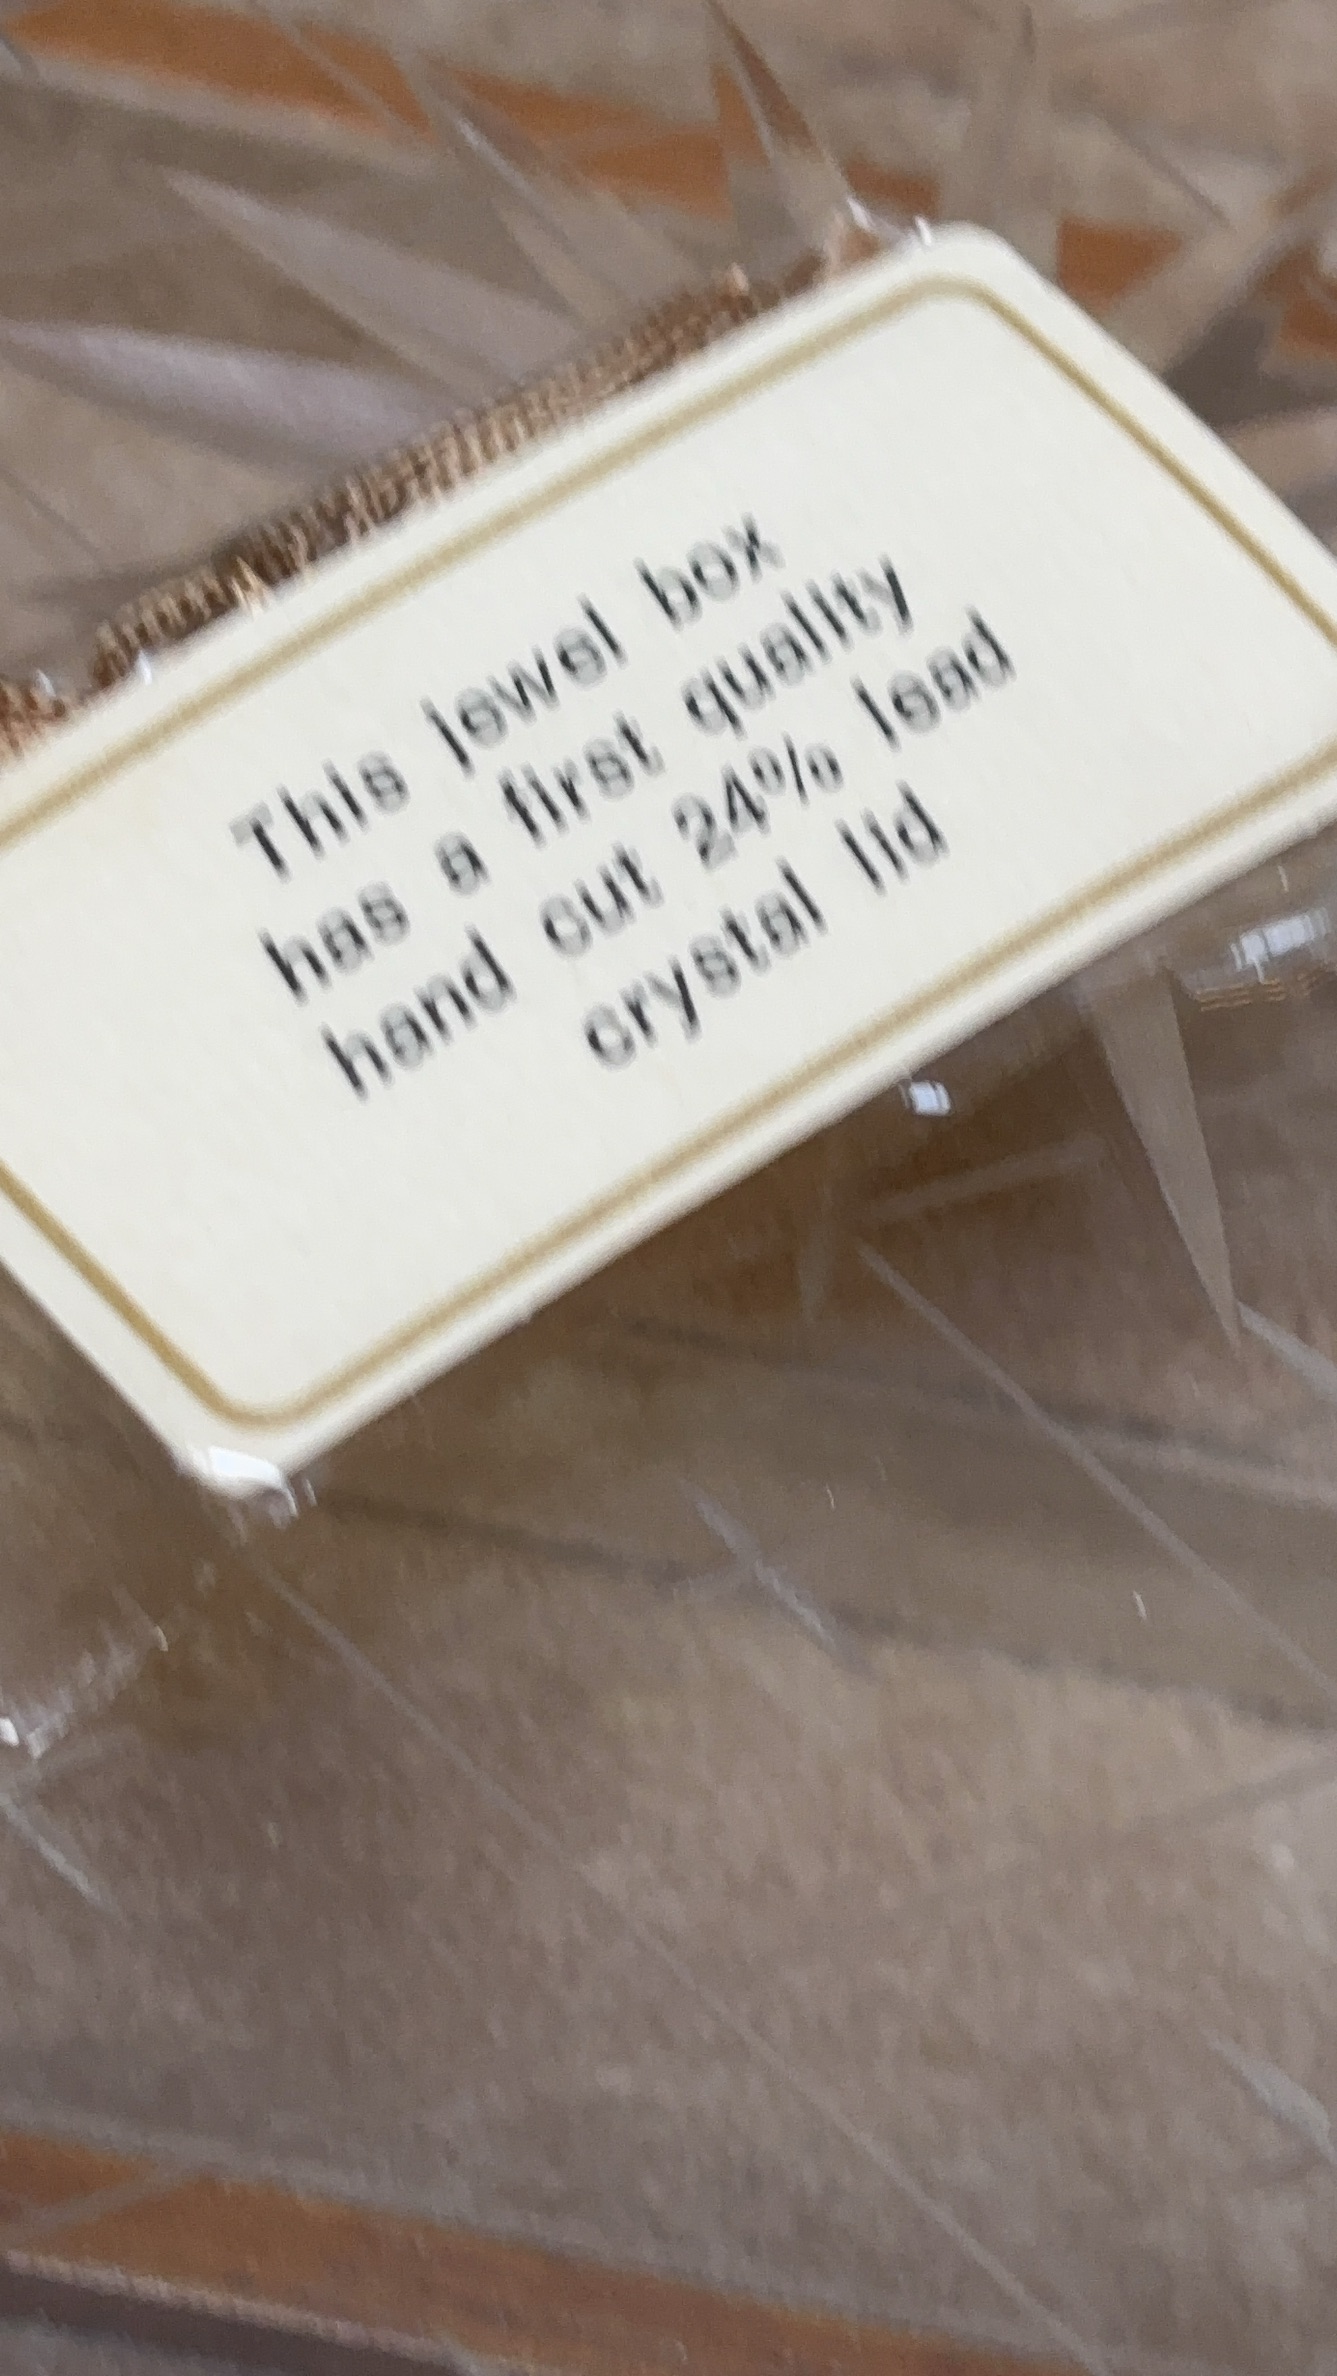 This jewel box
has a first quality
hand cut 24% lead
crystal lid